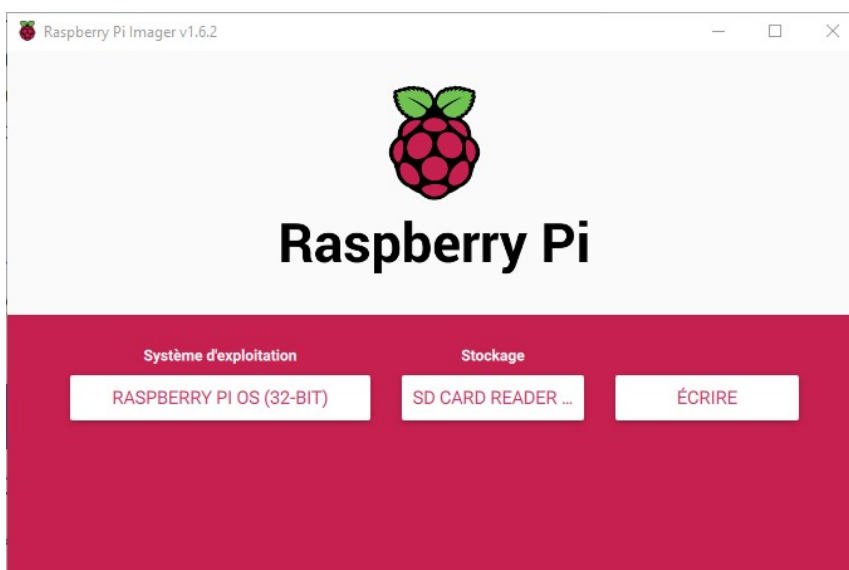 Raspberry Pi Imager v1.6.2
Raspberry Pi
Système d'exploitation
Stockage
RASPBERRY PI OS (32-BIT)
SD CARD READER ...
ÉCRIRE